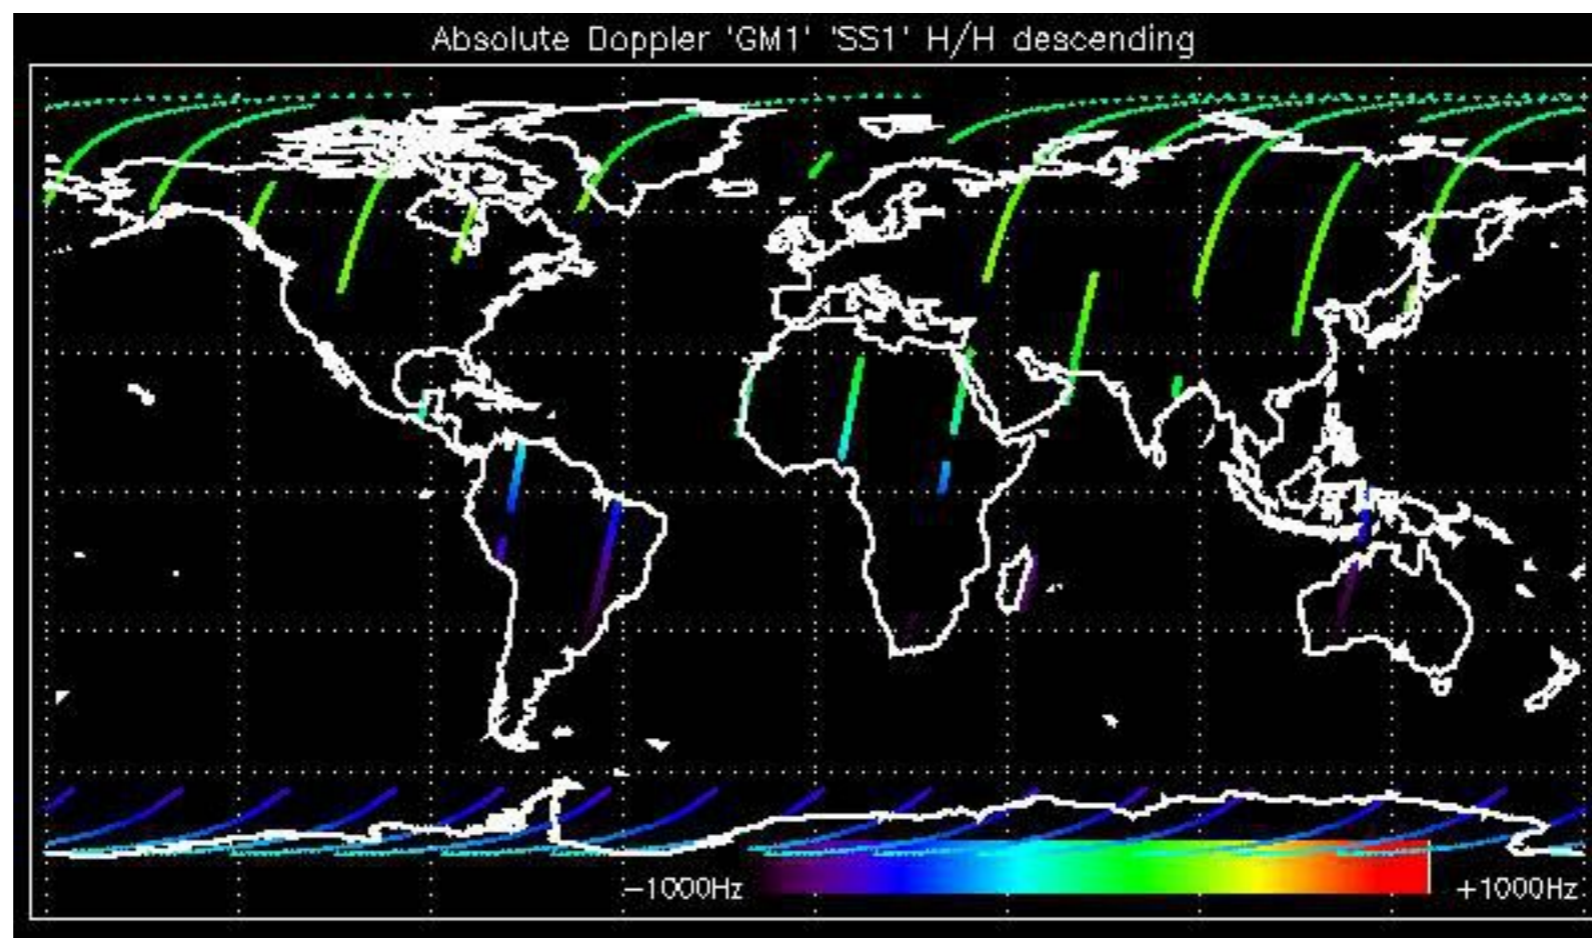 Absolute Doppler 'GM1' 'SS1' H/H descending
-1000Hz +1000Hz